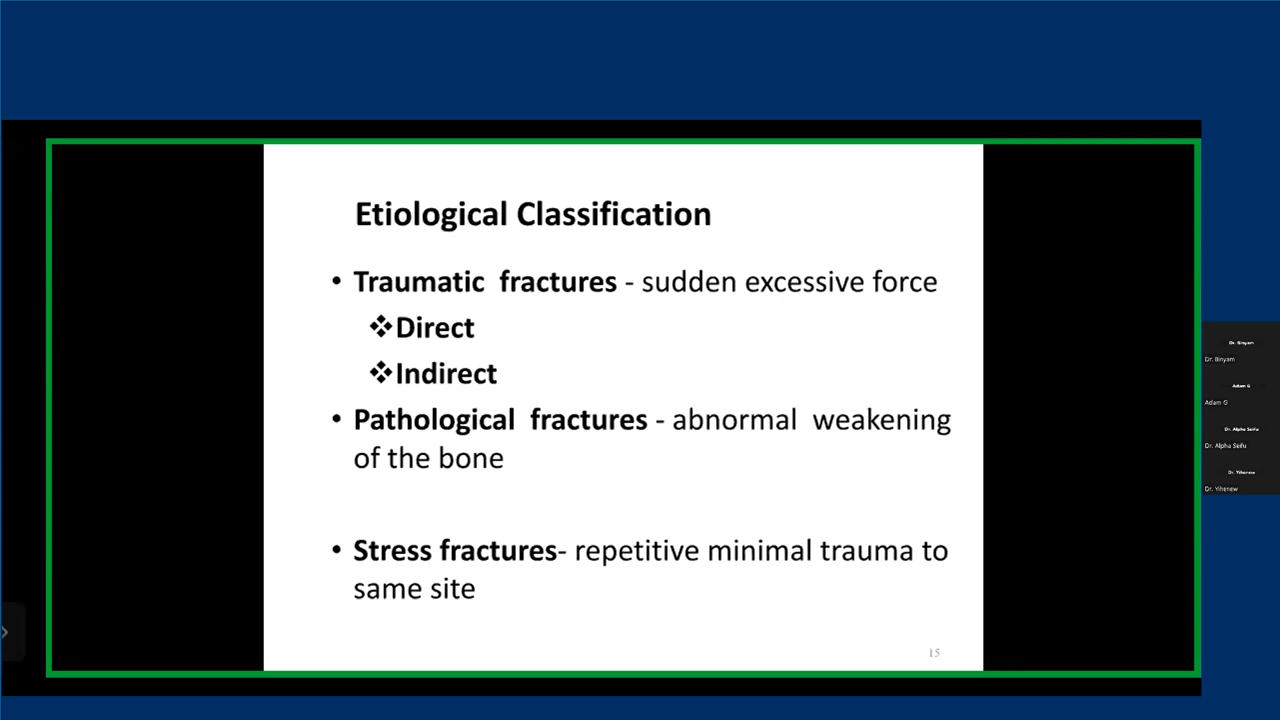 Etiological Classification
• Traumatic fractures - sudden excessive force
❖Direct
❖Indirect
• Pathological fractures - abnormal weakening
of the bone
• Stress fractures- repetitive minimal trauma to
same site
15
Dr. Binyam
Dr. Binyam
Adam G
Adam G
Dr. Alpha Seifu
Dr. Alpha Seifu
Dr. Yihenew
Dr. Yihenew